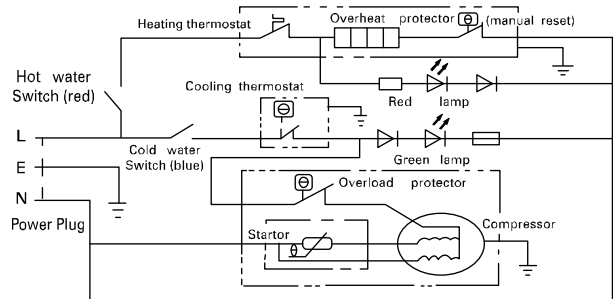 Heating thermostat
Overheat protector
(manual reset)
Hot water
Switch (red)
Cooling thermostat
Red lamp
L
Cold water
Switch (blue)
Green lamp
E
Overload protector
N
Power Plug
Startor
Compressor